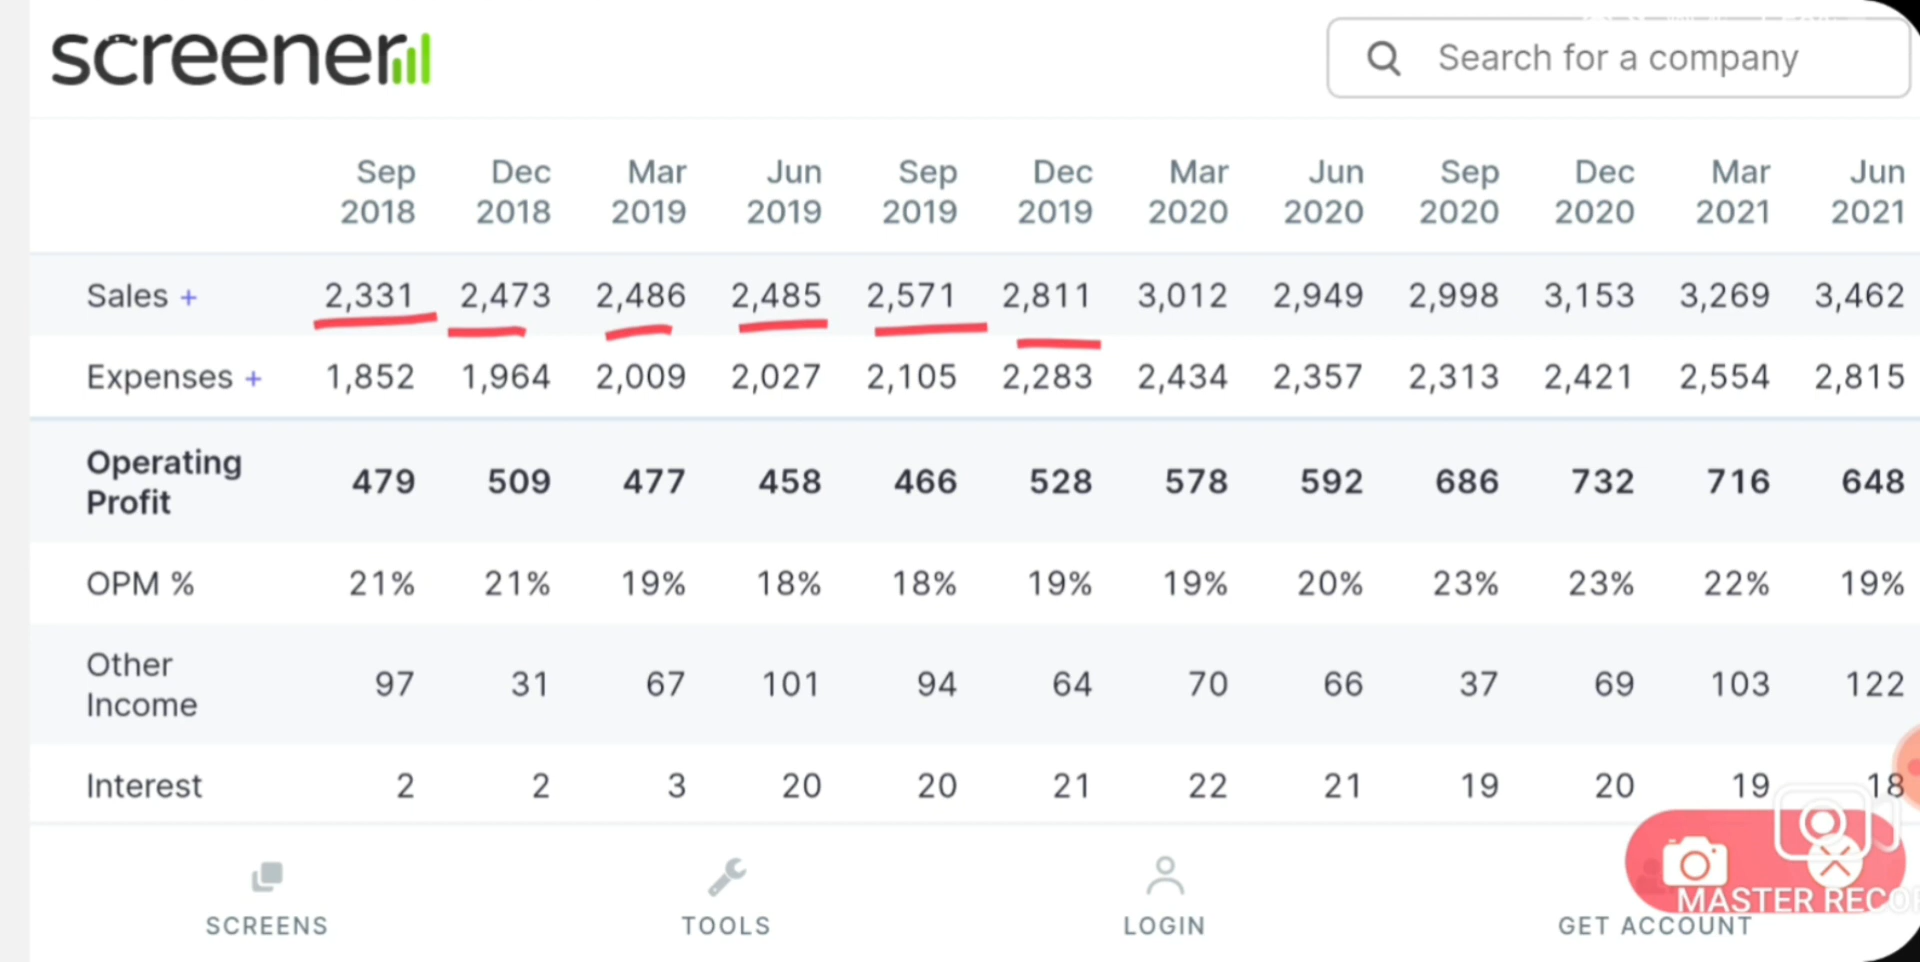 screener
Search for a company
Sep 2018 Dec 2018 Mar 2019 Jun 2019 Sep 2019 Dec 2019 Mar 2020 Jun 2020 Sep 2020 Dec 2020 Mar 2021 Jun 2021
Sales + 2,331 2,473 2,486 2,485 2,571 2,811 3,012 2,949 2,998 3,153 3,269 3,462
Expenses + 1,852 1,964 2,009 2,027 2,105 2,283 2,434 2,357 2,313 2,421 2,554 2,815
Operating Profit 479 509 477 458 466 528 578 592 686 732 716 648
OPM % 21% 21% 19% 18% 18% 19% 19% 20% 23% 23% 22% 19%
Other Income 97 31 67 101 94 64 70 66 37 69 103 122
Interest 2 2 3 20 20 21 22 21 19 20 19 18
SCREENS TOOLS LOGIN GET ACCOUNT
MASTER RECO